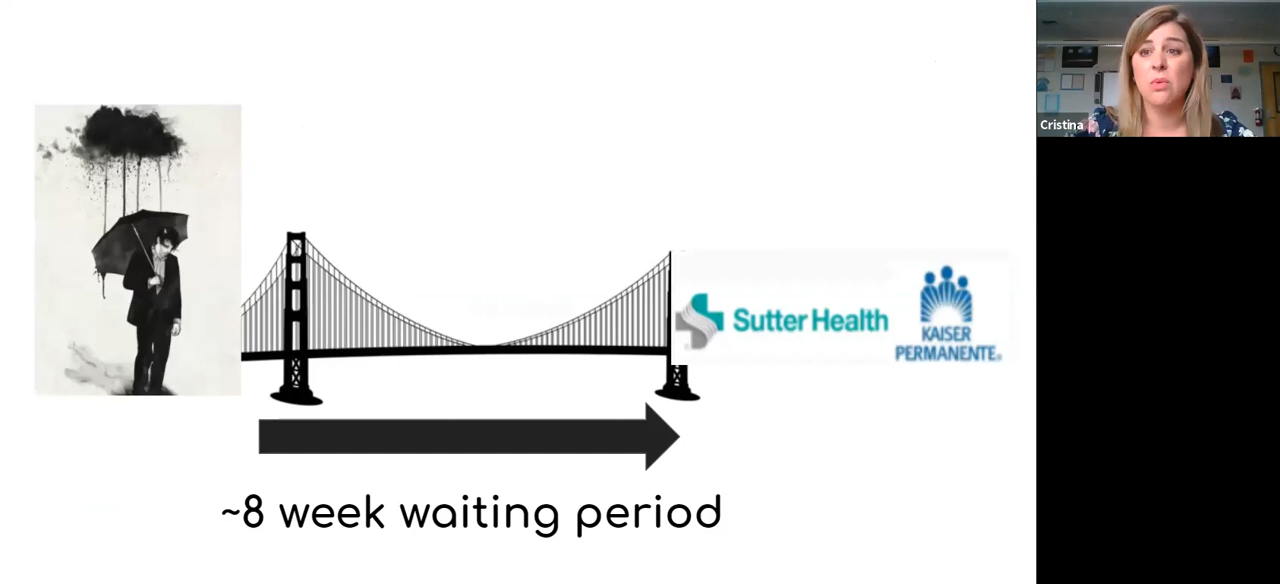 Cristina
Sutter Health
KAISER
PERMANENTE®
~8 week waiting period